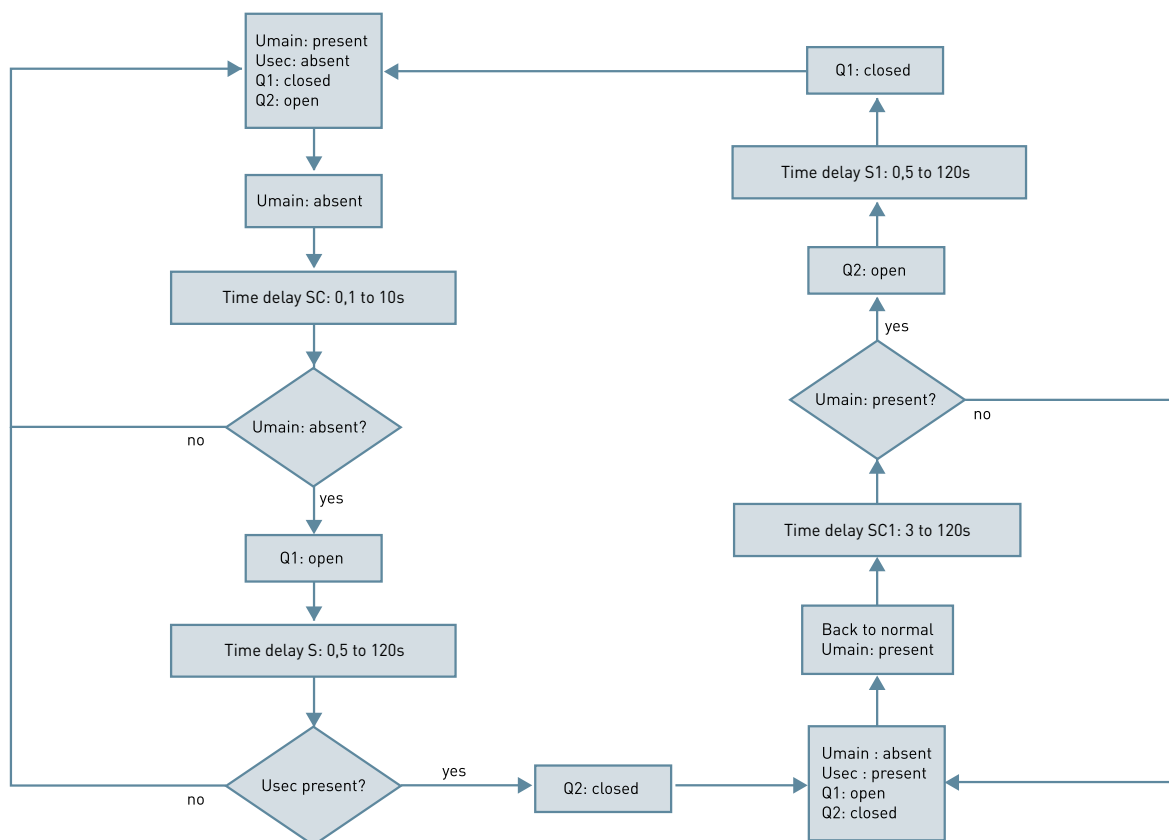 Umain: present
Usec: absent
Q1: closed
Q2: open
Umain: absent
Time delay SC: 0,1 to 10s
Umain: absent?
no
yes
Q1: open
Time delay S: 0,5 to 120s
Usec present?
no
yes
Q2: closed
Umain : absent
Usec : present
Q1: open
Q2: closed
Back to normal
Umain: present
Time delay SC1: 3 to 120s
Umain: present?
no
yes
Q2: open
Time delay S1: 0,5 to 120s
Q1: closed